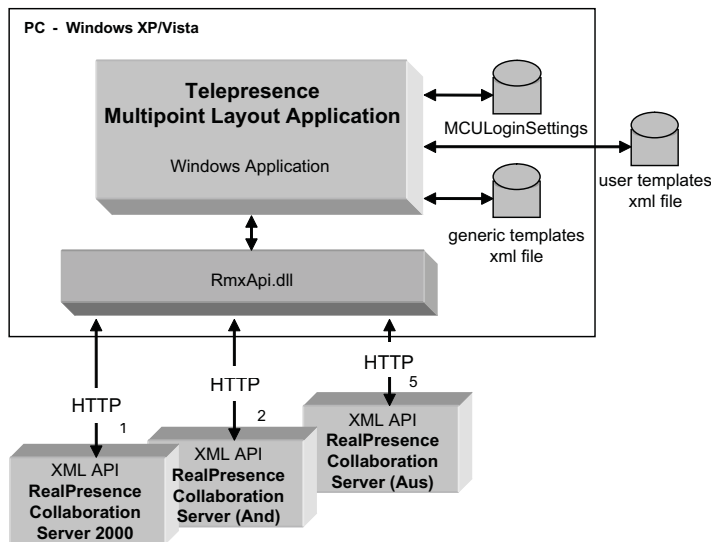 PC - Windows XP/Vista
Telepresence
Multipoint Layout Application
Windows Application
MCULoginSettings
user templates
xml file
generic templates
xml file
RmxApi.dll
HTTP
1
HTTP
2
HTTP
5
XML API
RealPresence
Collaboration
Server 2000
XML API
RealPresence
Collaboration
Server (And)
XML API
RealPresence
Collaboration
Server (Aus)